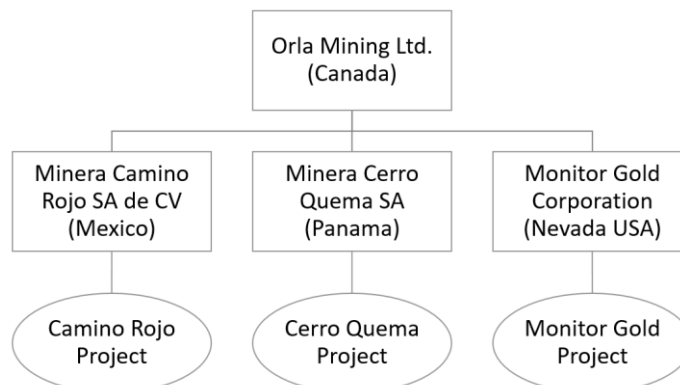 Orla Mining Ltd.
(Canada)
Minera Camino
Rojo SA de CV
(Mexico)
Minera Cerro
Quema SA
(Panama)
Monitor Gold
Corporation
(Nevada USA)
Camino Rojo
Project
Cerro Quema
Project
Monitor Gold
Project